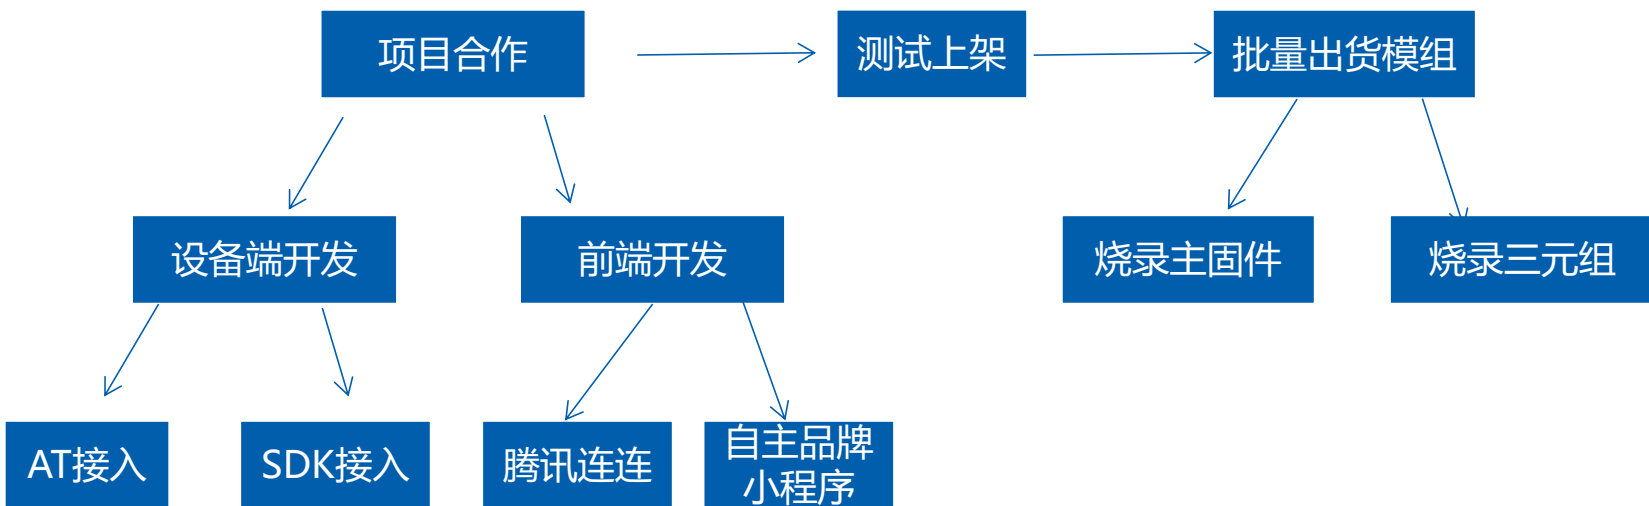 项目合作
测试上架
批量出货模组
设备端开发
前端开发
烧录主固件
烧录三元组
AT接入
SDK接入
腾讯连连
自主品牌
小程序